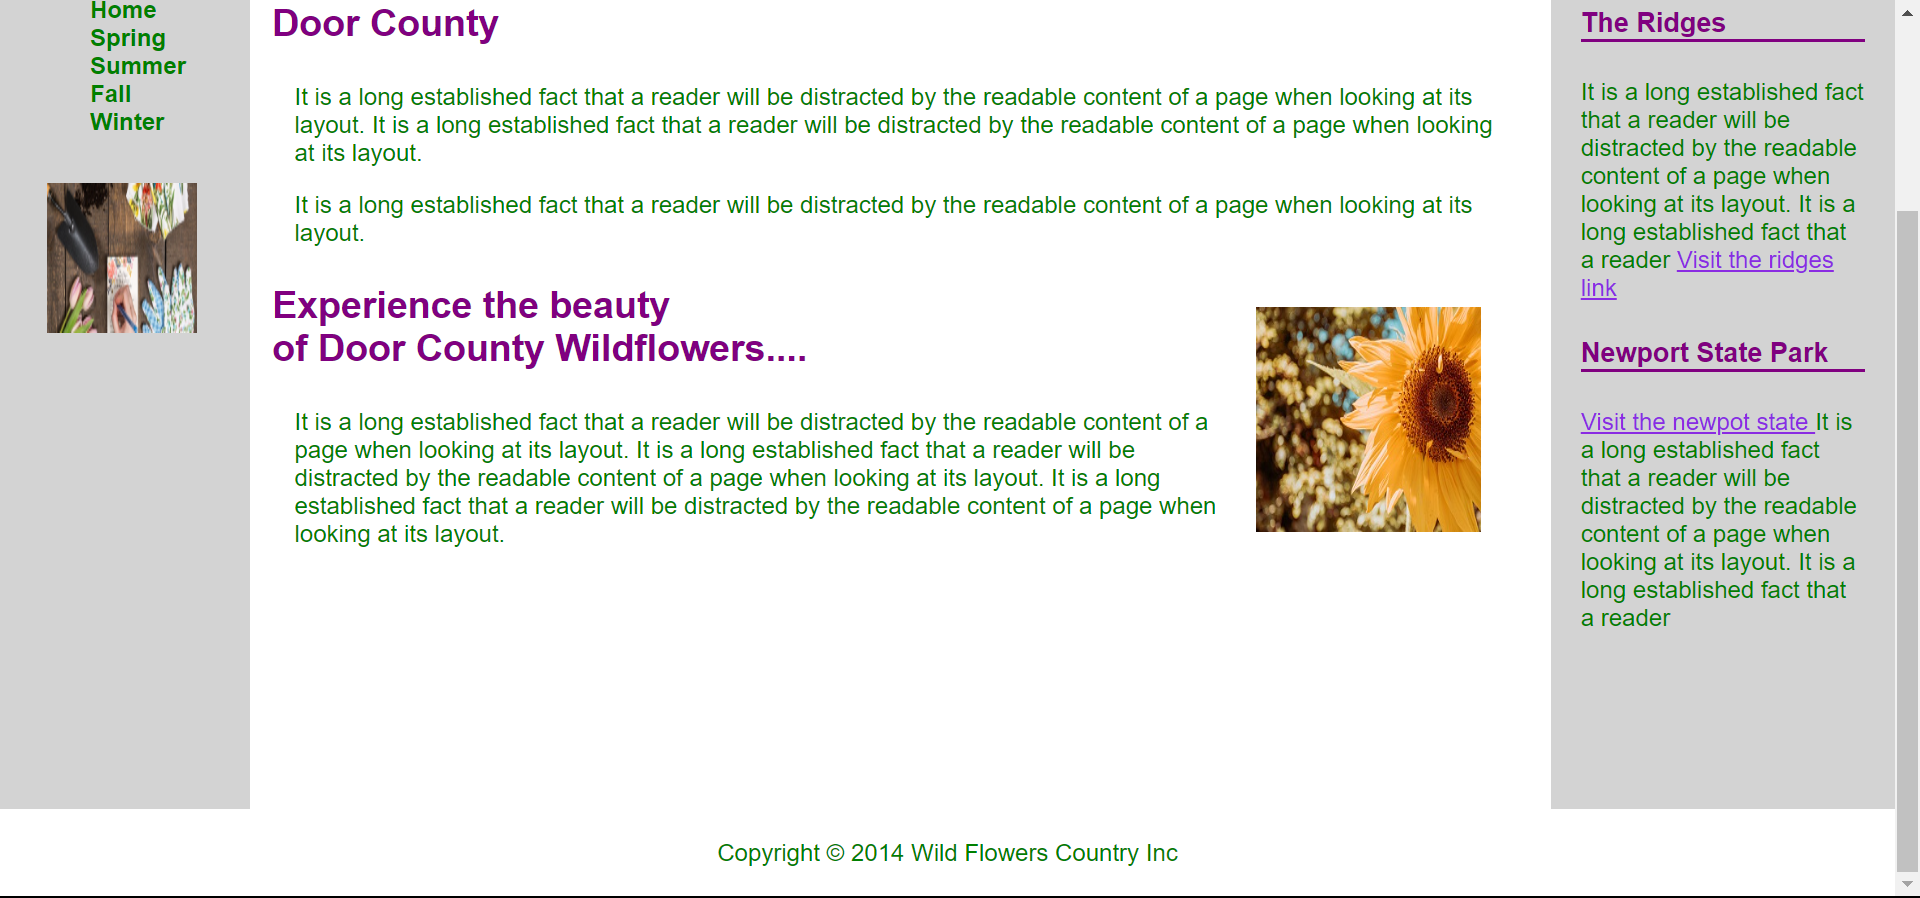 Home
Spring
Summer
Fall
Winter
Door County
It is a long established fact that a reader will be distracted by the readable content of a page when looking at its
layout. It is a long established fact that a reader will be distracted by the readable content of a page when looking
at its layout.
It is a long established fact that a reader will be distracted by the readable content of a page when looking at its
layout.
Experience the beauty
of Door County Wildflowers....
It is a long established fact that a reader will be distracted by the readable content of a
page when looking at its layout. It is a long established fact that a reader will be
distracted by the readable content of a page when looking at its layout. It is a long
established fact that a reader will be distracted by the readable content of a page when
looking at its layout.
The Ridges
It is a long established fact
that a reader will be
distracted by the readable
content of a page when
looking at its layout. It is a
long established fact that
a reader Visit the ridges
link
Newport State Park
Visit the newpot state It is
a long established fact
that a reader will be
distracted by the readable
content of a page when
looking at its layout. It is a
long established fact that
a reader
Copyright © 2014 Wild Flowers Country Inc